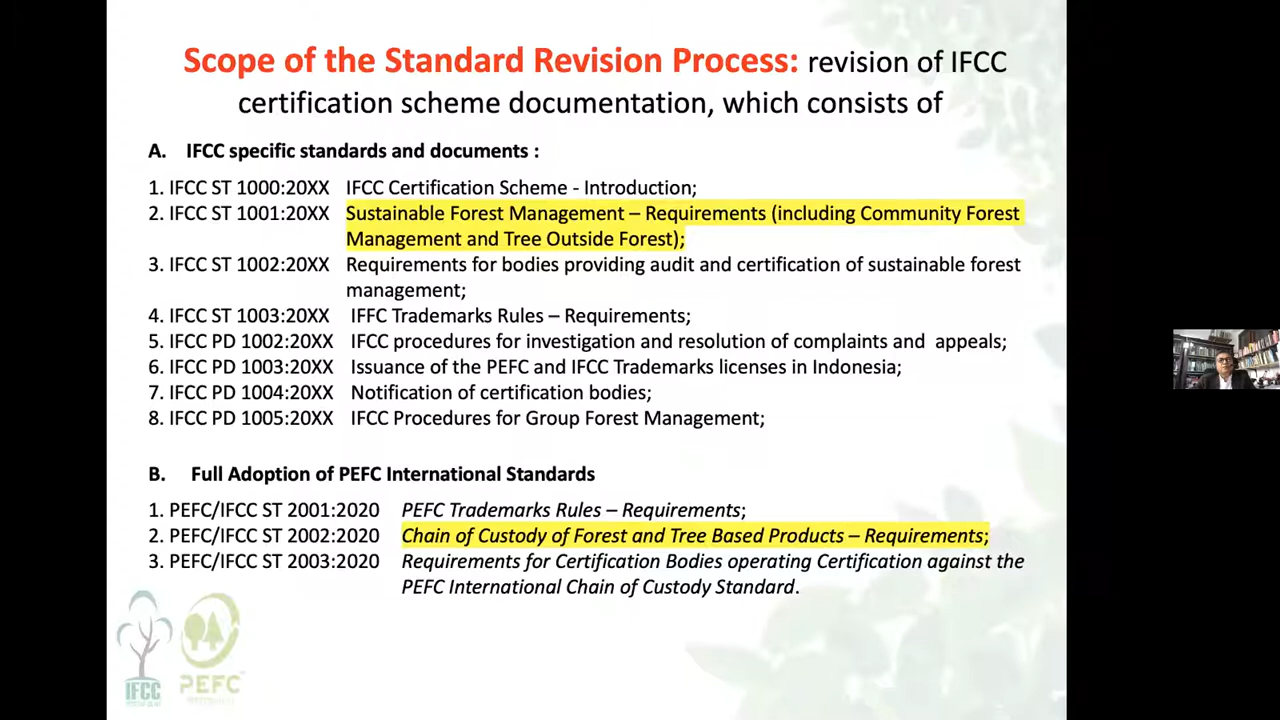 Scope of the Standard Revision Process: revision of IFCC
certification scheme documentation, which consists of
A. IFCC specific standards and documents :
1. IFCC ST 1000:20XX IFCC Certification Scheme - Introduction;
2. IFCC ST 1001:20XX Sustainable Forest Management – Requirements (including Community Forest
Management and Tree Outside Forest);
3. IFCC ST 1002:20XX Requirements for bodies providing audit and certification of sustainable forest
management;
4. IFCC ST 1003:20XX IFFC Trademarks Rules – Requirements;
5. IFCC PD 1002:20XX IFCC procedures for investigation and resolution of complaints and appeals;
6. IFCC PD 1003:20XX Issuance of the PEFC and IFCC Trademarks licenses in Indonesia;
7. IFCC PD 1004:20XX Notification of certification bodies;
8. IFCC PD 1005:20XX IFCC Procedures for Group Forest Management;
B. Full Adoption of PEFC International Standards
1. PEFC/IFCC ST 2001:2020 PEFC Trademarks Rules – Requirements;
2. PEFC/IFCC ST 2002:2020 Chain of Custody of Forest and Tree Based Products – Requirements;
3. PEFC/IFCC ST 2003:2020 Requirements for Certification Bodies operating Certification against the
PEFC International Chain of Custody Standard.
IFCC
PEFC